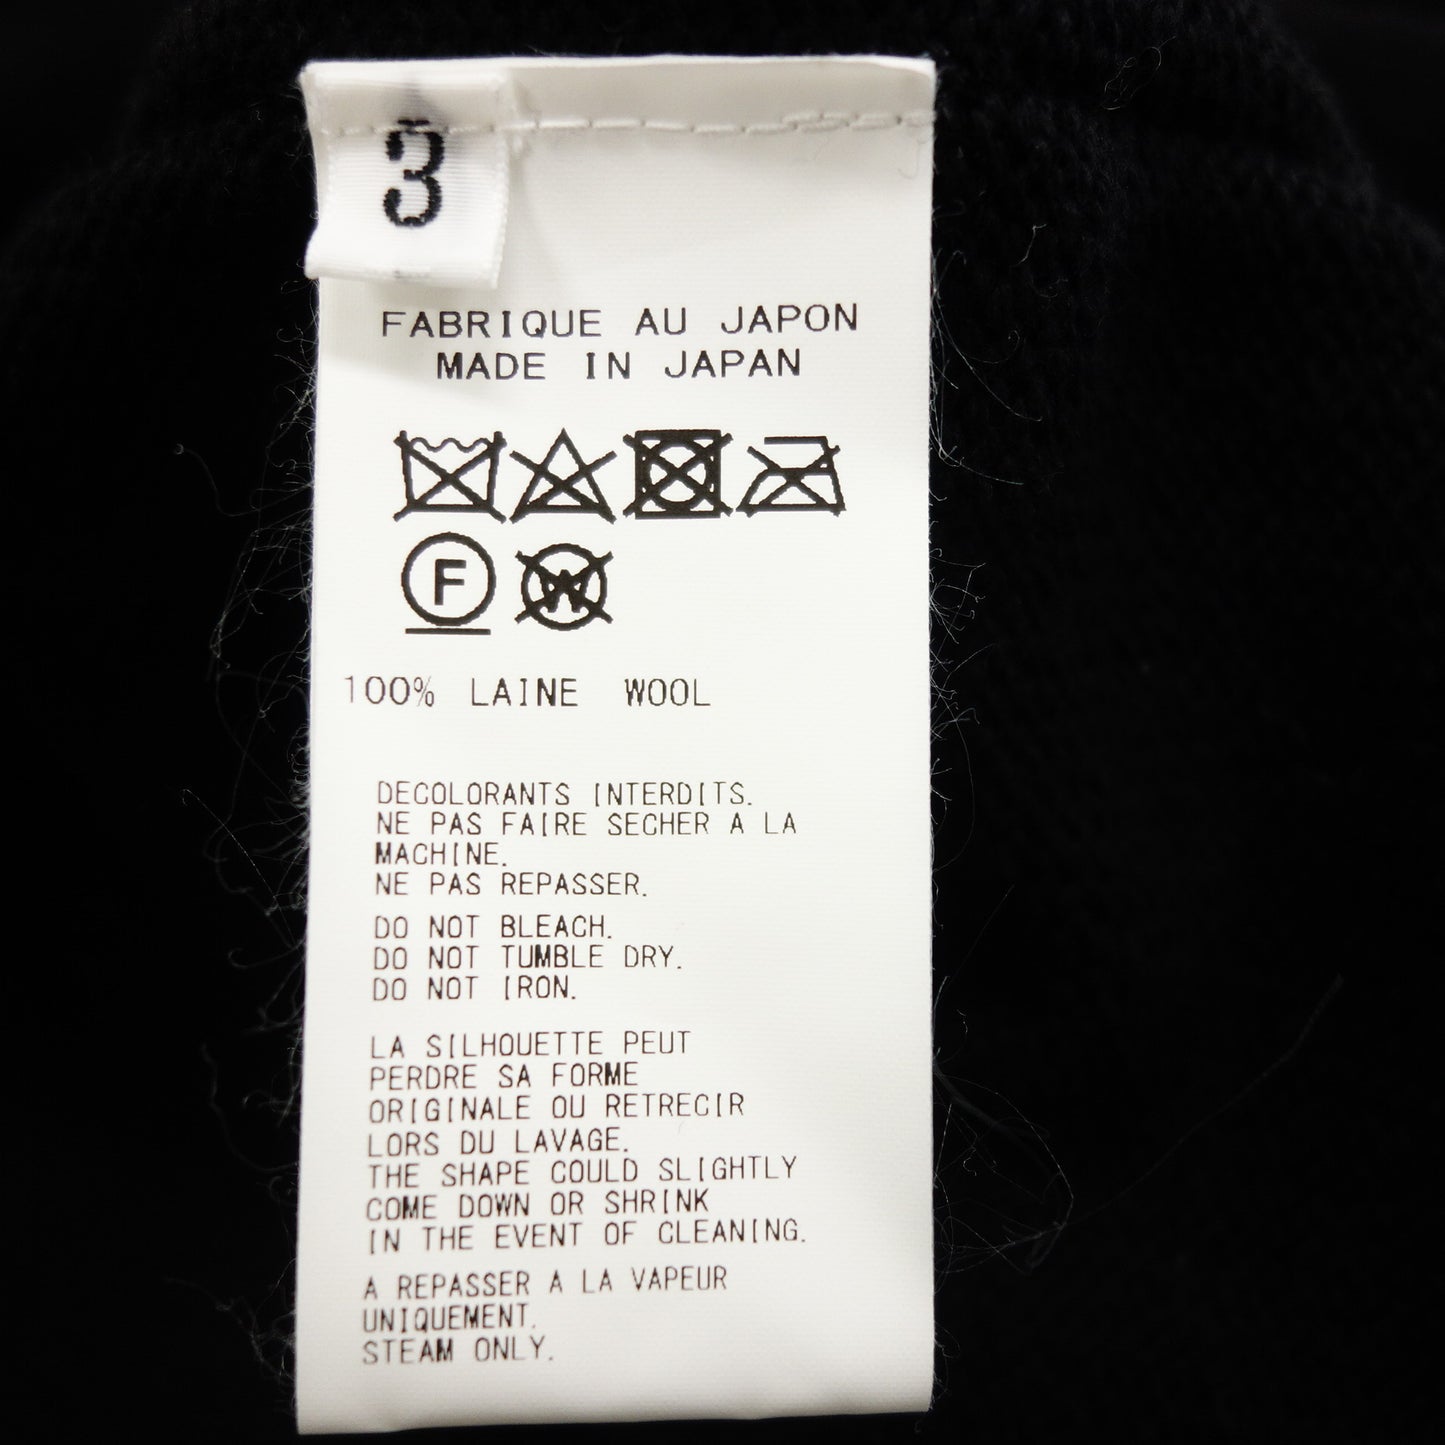 3
FABRIQUE AU JAPON
MADE IN JAPAN
F W
100% LAINE WOOL
DECOLORANTS INTERDITS.
NE PAS FAIRE SECHER A LA
MACHINE.
NE PAS REPASSER.
DO NOT BLEACH.
DO NOT TUMBLE DRY.
DO NOT IRON.
LA SILHOUETTE PEUT
PERDRE SA FORME
ORIGINALE OU RETRECIR
LORS DU LAVAGE.
THE SHAPE COULD SLIGHTLY
COME DOWN OR SHRINK
IN THE EVENT OF CLEANING.
A REPASSER A LA VAPEUR
UNIQUEMENT.
STEAM ONLY.